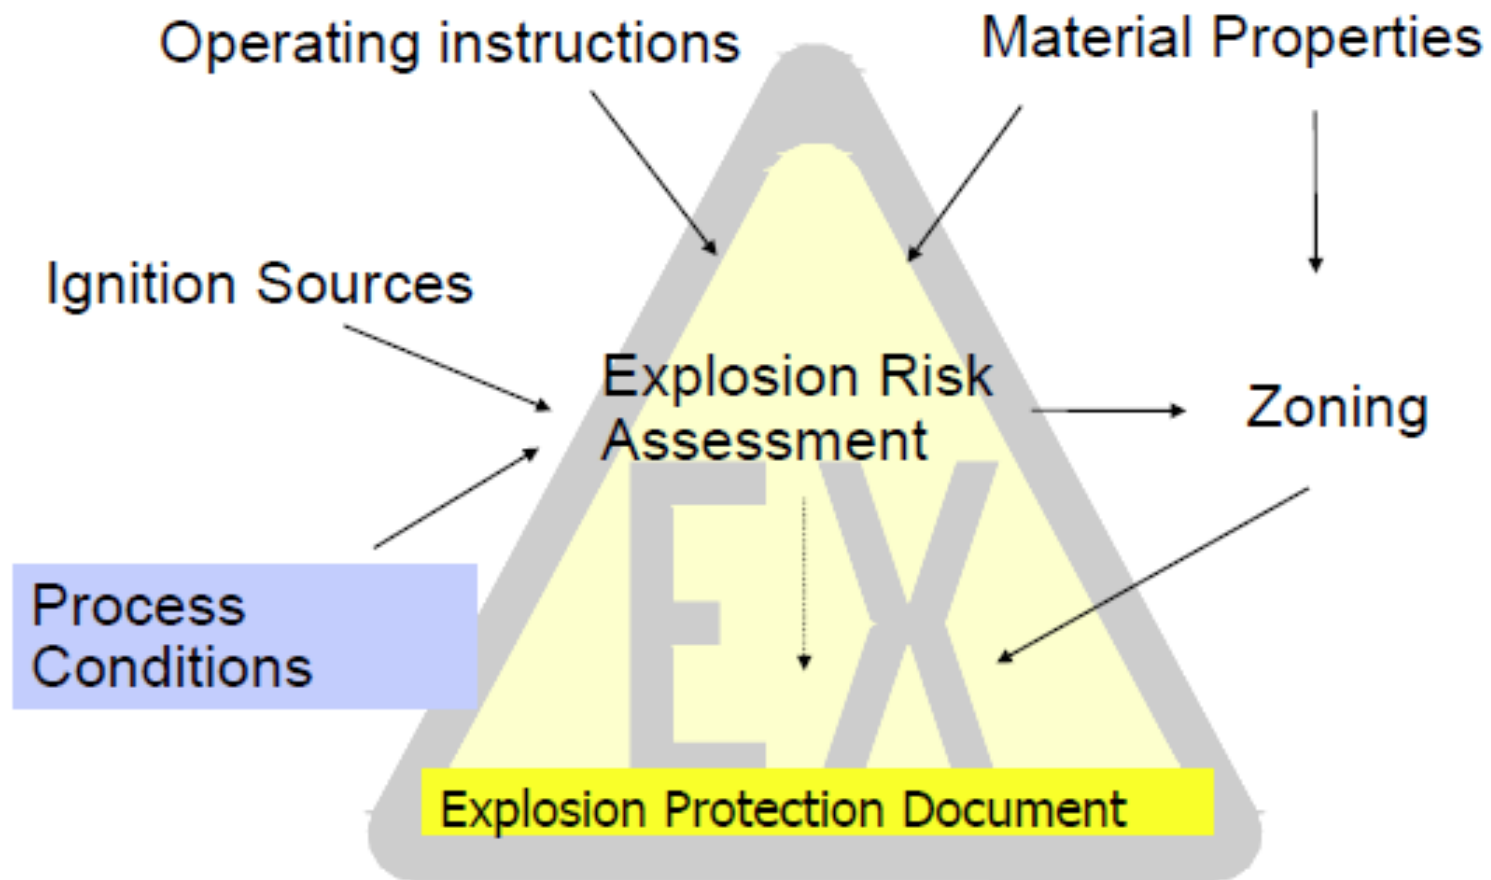 Operating instructions
Material Properties
Ignition Sources
Explosion Risk
Assessment
Zoning
EX
Process
Conditions
Explosion Protection Document